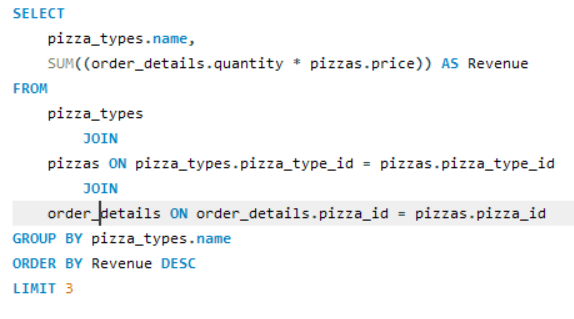 SELECT
pizza_types.name,
SUM((order_details.quantity * pizzas.price)) AS Revenue
FROM
pizza_types
JOIN
pizzas ON pizza_types.pizza_type_id = pizzas.pizza_type_id
JOIN
order_details ON order_details.pizza_id = pizzas.pizza_id
GROUP BY pizza_types.name
ORDER BY Revenue DESC
LIMIT 3